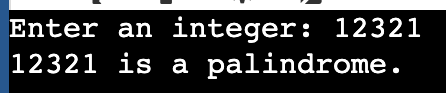 Enter an integer: 12321
12321 is a palindrome.